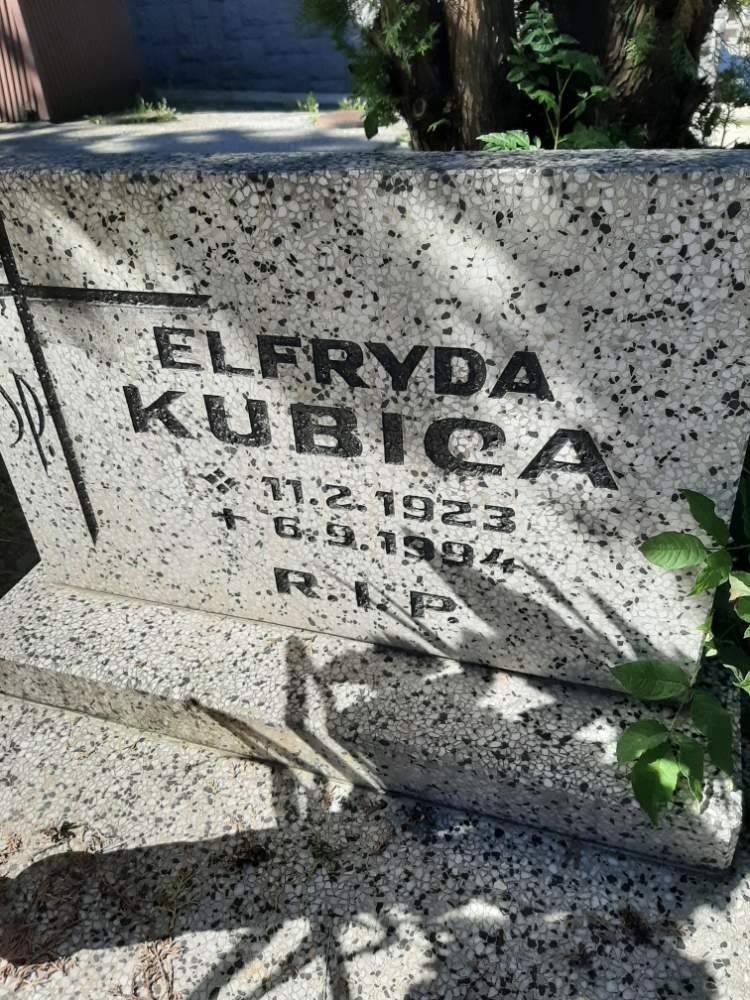 ELFRYDA
KUBICA
* 11.2.1923
+ 6.9.1994
R.I.P.